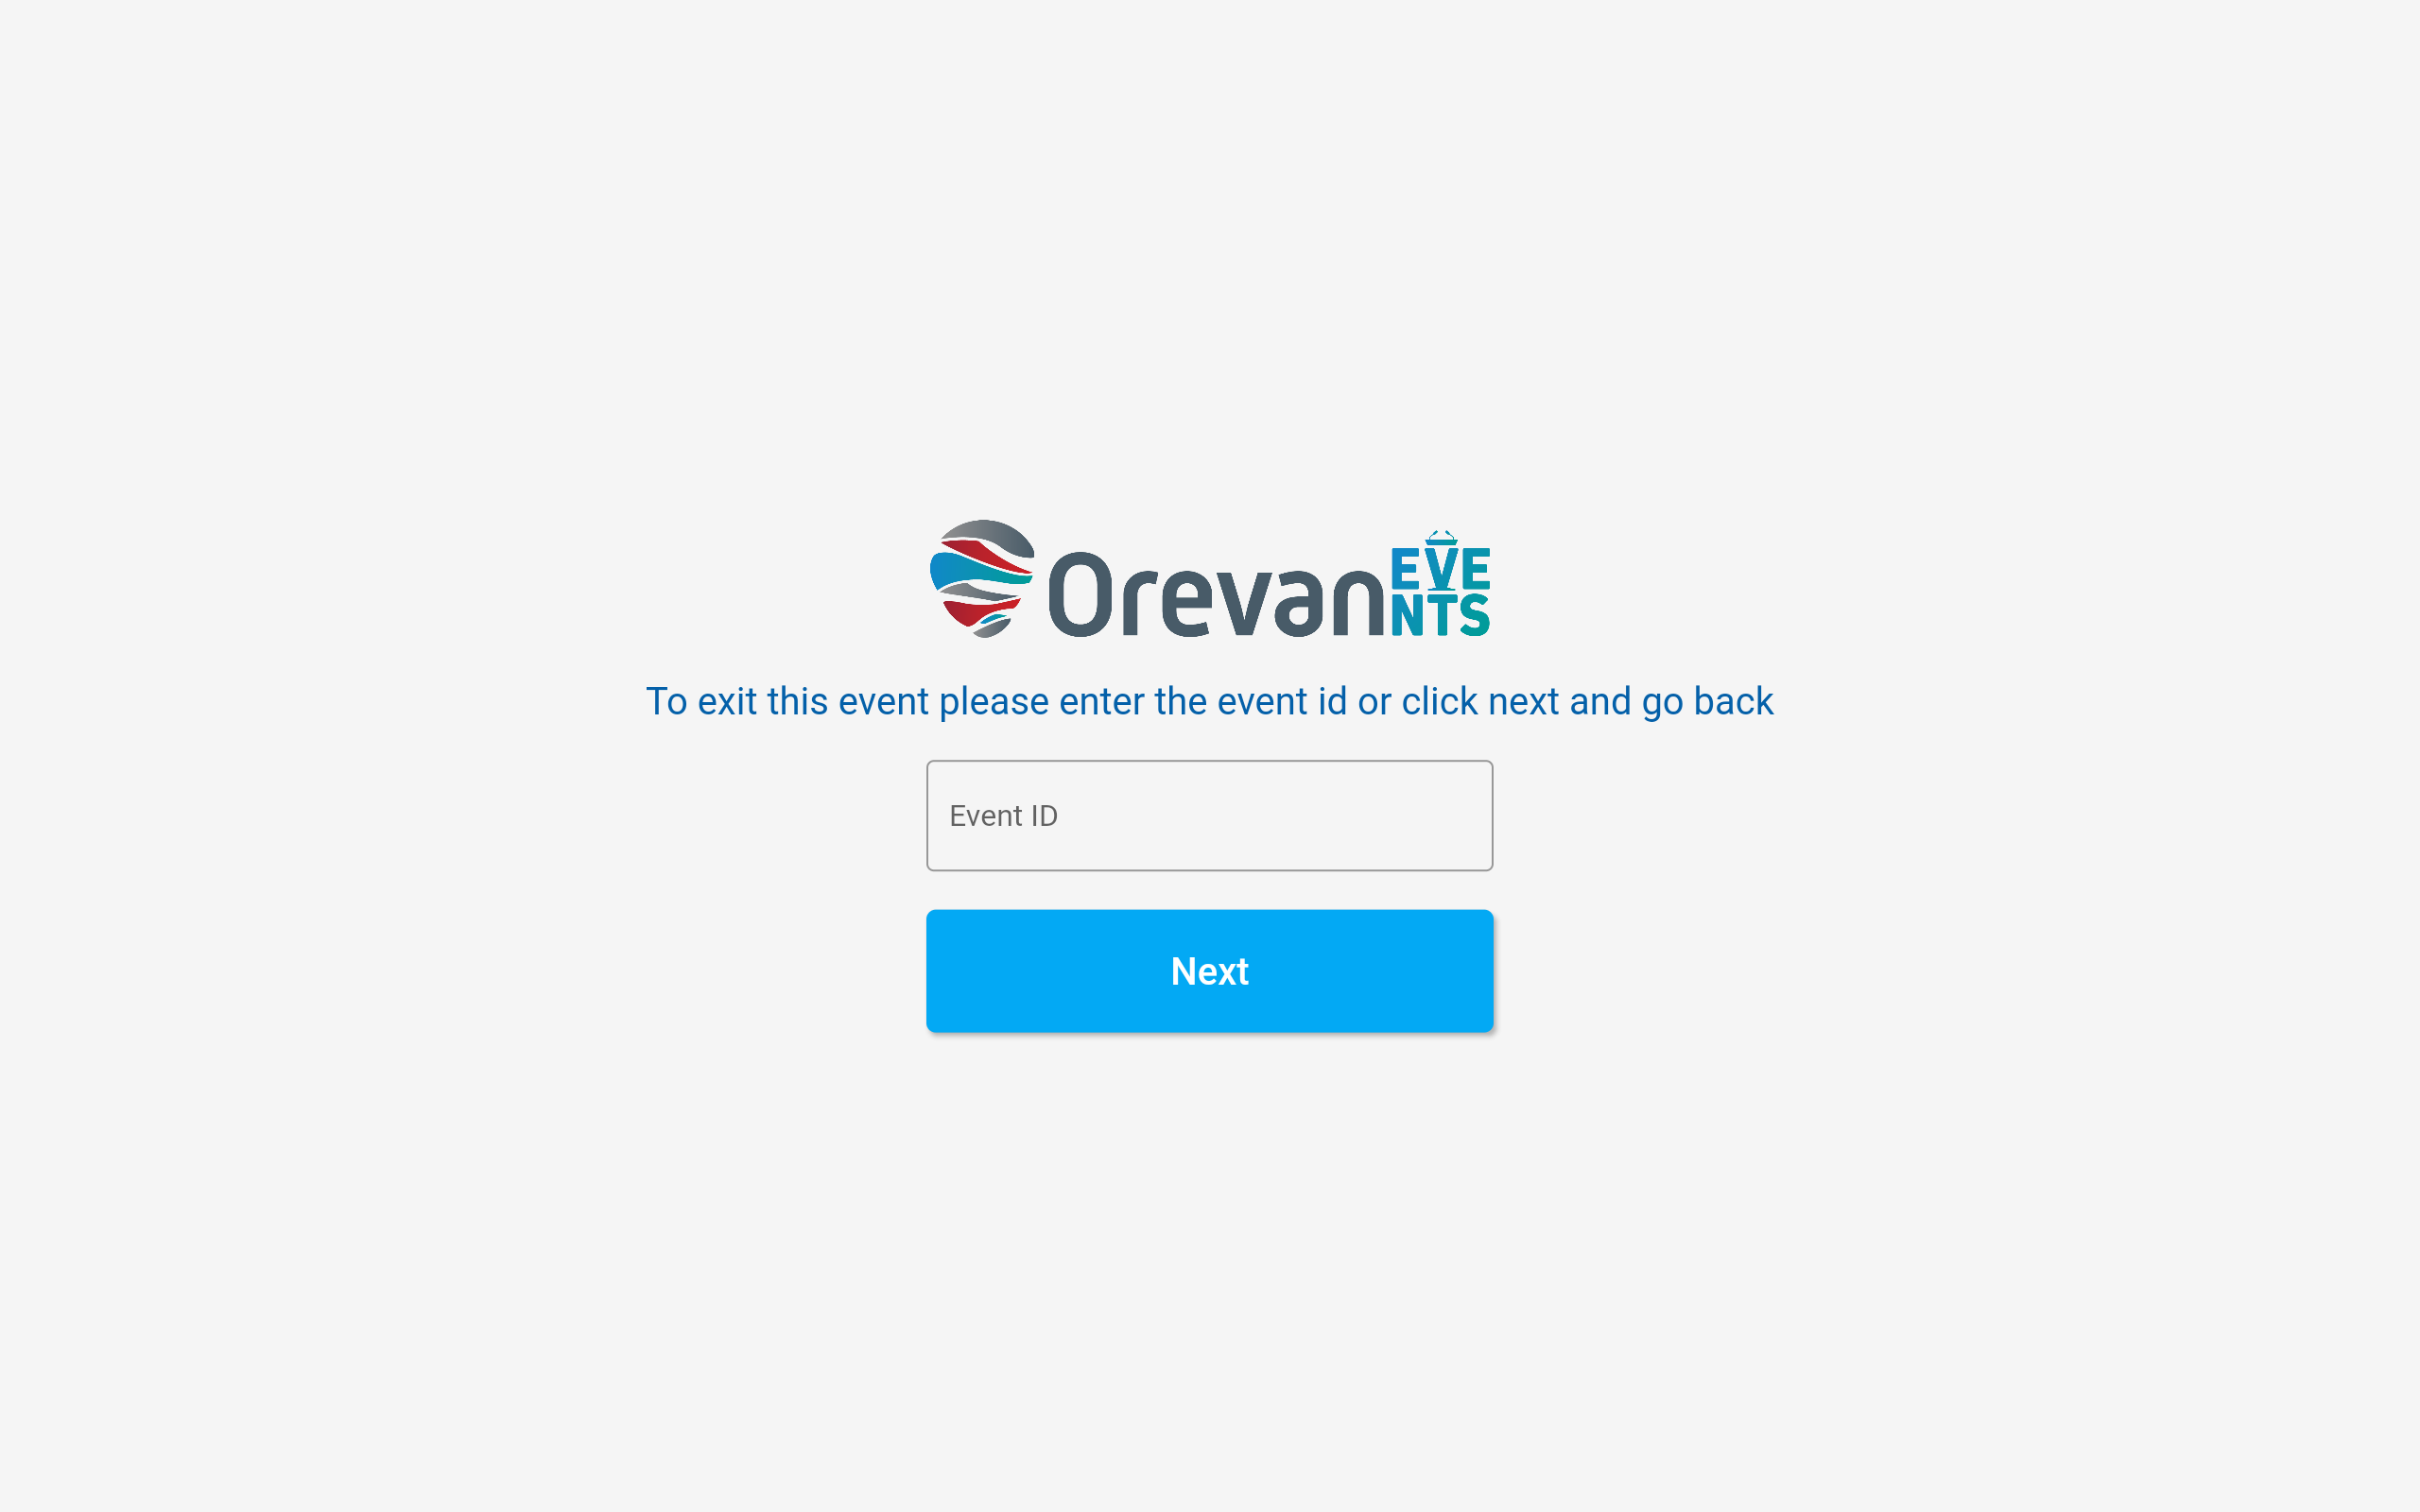 Orevan EVE
NTS
To exit this event please enter the event id or click next and go back
Event ID
Next